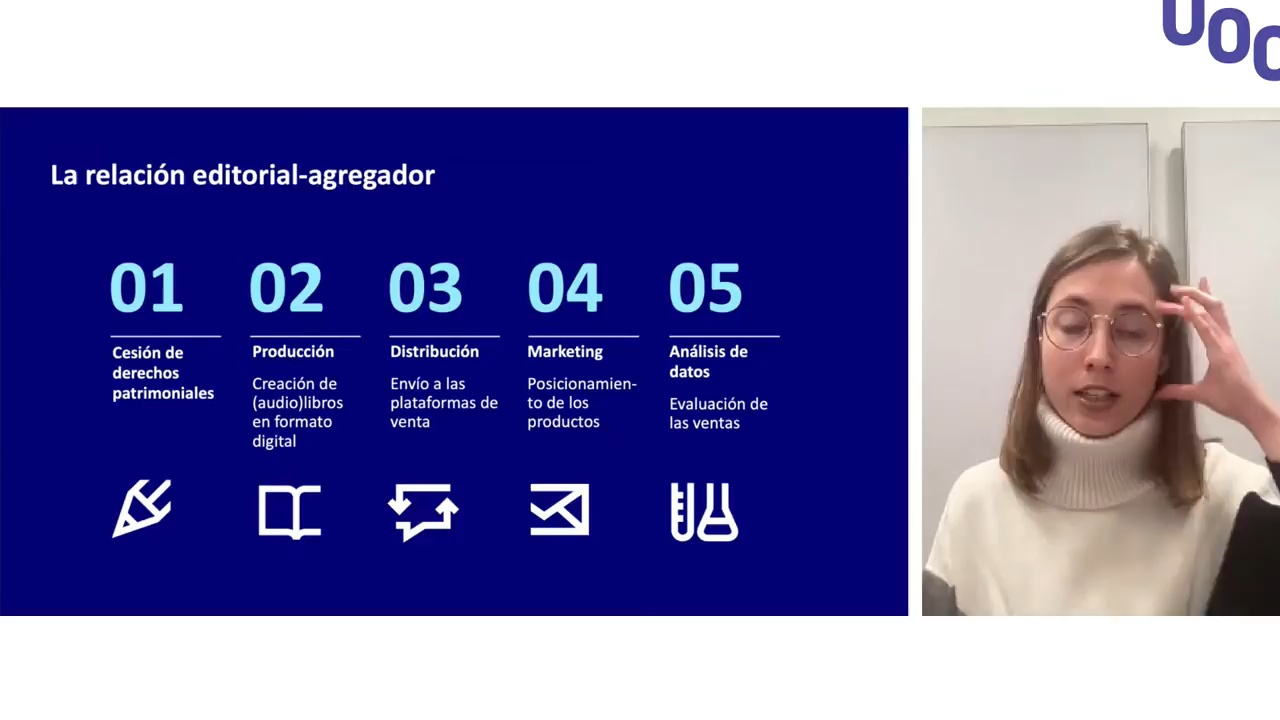 UOC
La relación editorial-agregador
01
Cesión de
derechos
patrimoniales
02
Producción
Creación de
(audio)libros
en formato
digital
03
Distribución
Envío a las
plataformas de
venta
04
Marketing
Posicionamien-
to de los
productos
05
Análisis de
datos
Evaluación de
las ventas